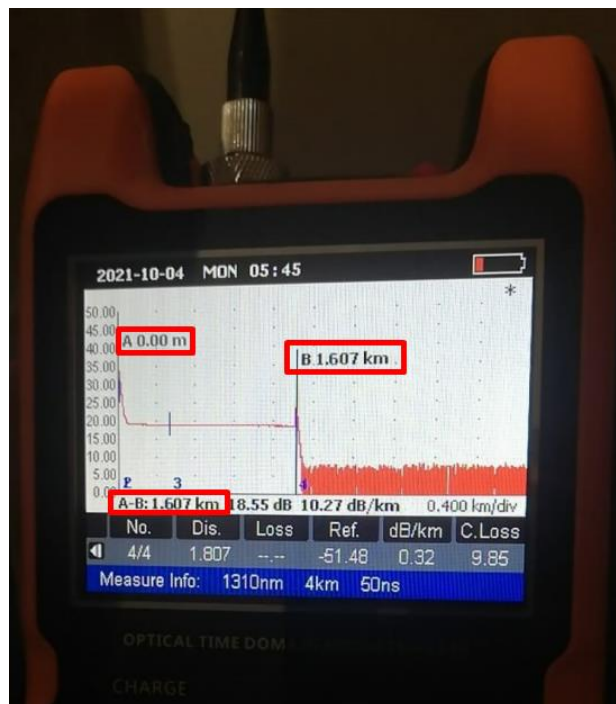 2021-10-04 MON 05:45
*
50.00
45.00
40.00
35.00
30.00
25.00
20.00
15.00
10.00
5.00
0.00
A 0.00 m
B 1.607 km
3
4
A-B: 1.607 km 18.55 dB 10.27 dB/km 0.400 km/div
No. Dis. Loss Ref. dB/km C.Loss
4/4 1.807 --.-- -51.48 0.32 9.85
Measure Info: 1310nm 4km 50ns
OPTICAL TIME DOM
CHARGE